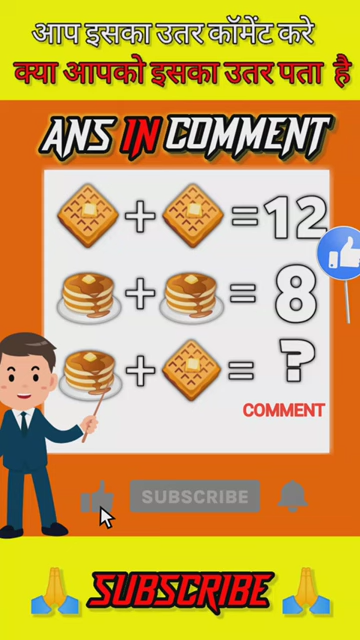 आप इसका उतर कॉमेंट करे
क्या आपको इसका उतर पता है
ANS IN COMMENT
+ = 12
+ = 8
+ = ?
COMMENT
SUBSCRIBE
SUBSCRIBE